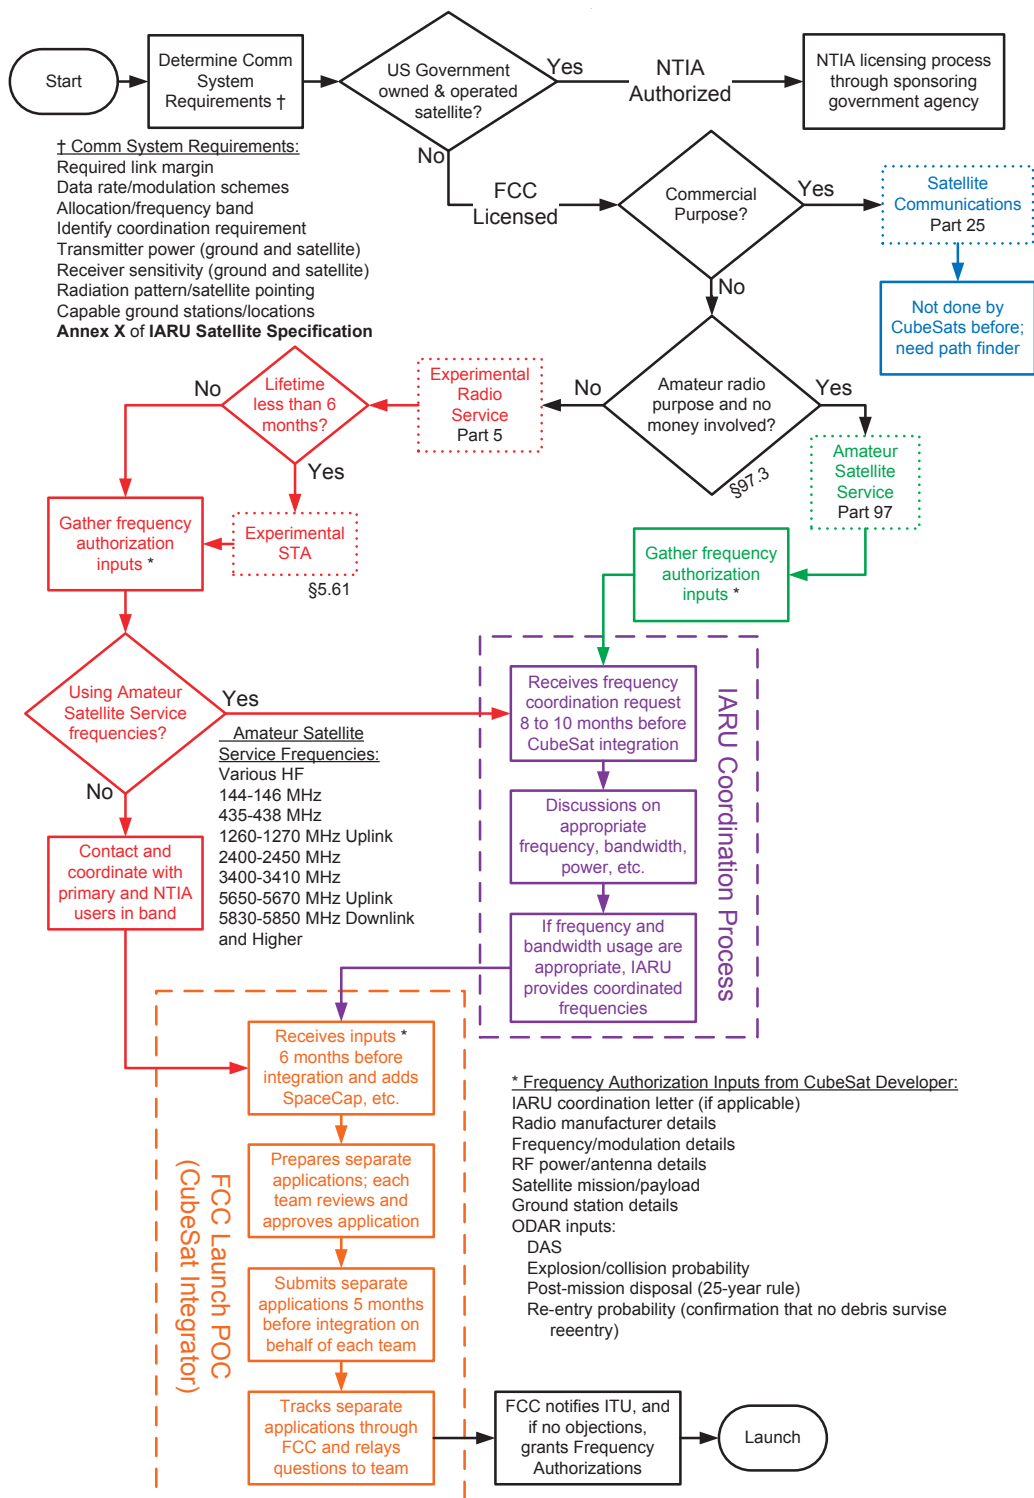 Start
Determine Comm
System
Requirements †
US Government
owned & operated
satellite?
Yes
NTIA
Authorized
NTIA licensing process
through sponsoring
government agency
No
FCC
Licensed
† Comm System Requirements:
Required link margin
Data rate/modulation schemes
Allocation/frequency band
Identify coordination requirement
Transmitter power (ground and satellite)
Receiver sensitivity (ground and satellite)
Radiation pattern/satellite pointing
Capable ground stations/locations
Annex X of IARU Satellite Specification
Commercial
Purpose?
Yes
Satellite
Communications
Part 25
Not done by
CubeSats before;
need path finder
No
Amateur radio
purpose and no
money involved?
§97.3
Yes
Amateur
Satellite
Service
Part 97
No
Experimental
Radio
Service
Part 5
Lifetime
less than 6
months?
No
Yes
Experimental
STA
§5.61
Gather frequency
authorization
inputs *
Gather frequency
authorization
inputs *
Using Amateur
Satellite Service
frequencies?
Yes
No
Amateur Satellite
Service Frequencies:
Various HF
144-146 MHz
435-438 MHz
1260-1270 MHz Uplink
2400-2450 MHz
3400-3410 MHz
5650-5670 MHz Uplink
5830-5850 MHz Downlink
and Higher
Contact and
coordinate with
primary and NTIA
users in band
IARU Coordination Process
Receives frequency
coordination request
8 to 10 months before
CubeSat integration
Discussions on
appropriate
frequency, bandwidth,
power, etc.
If frequency and
bandwidth usage are
appropriate, IARU
provides coordinated
frequencies
FCC Launch POC
(CubeSat Integrator)
Receives inputs *
6 months before
integration and adds
SpaceCap, etc.
Prepares separate
applications; each
team reviews and
approves application
Submits separate
applications 5 months
before integration on
behalf of each team
Tracks separate
applications through
FCC and relays
questions to team
* Frequency Authorization Inputs from CubeSat Developer:
IARU coordination letter (if applicable)
Radio manufacturer details
Frequency/modulation details
RF power/antenna details
Satellite mission/payload
Ground station details
ODAR inputs:
DAS
Explosion/collision probability
Post-mission disposal (25-year rule)
Re-entry probability (confirmation that no debris survise
reeentry)
FCC notifies ITU, and
if no objections,
grants Frequency
Authorizations
Launch